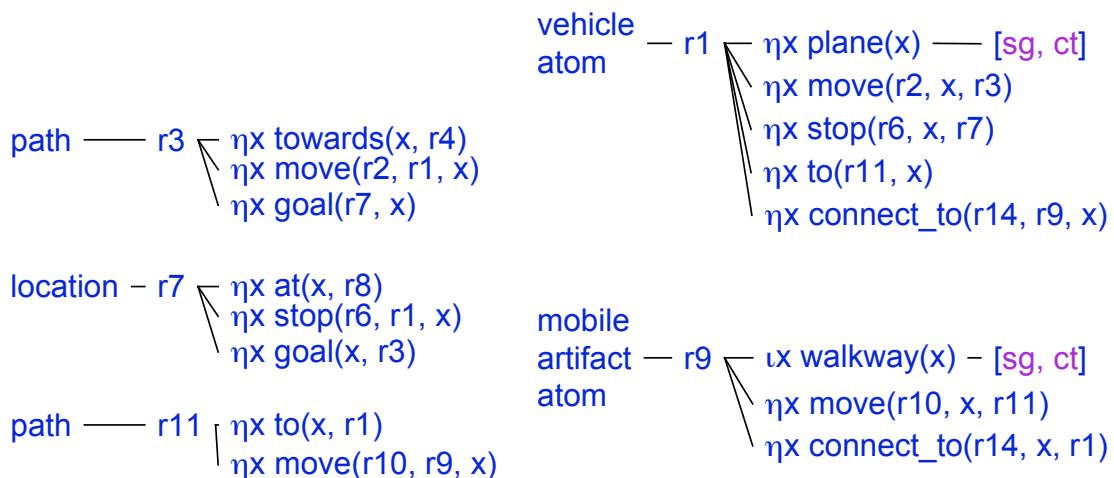 path r3 ηx towards(x, r4)
ηx move(r2, r1, x)
ηx goal(r7, x)
location r7 ηx at(x, r8)
ηx stop(r6, r1, x)
ηx goal(x, r3)
path r11 ηx to(x, r1)
ηx move(r10, r9, x)
vehicle
atom
r1 ηx plane(x) [sg, ct]
ηx move(r2, x, r3)
ηx stop(r6, x, r7)
ηx to(r11, x)
ηx connect_to(r14, r9, x)
mobile
artifact
atom
r9 ιx walkway(x) [sg, ct]
ηx move(r10, x, r11)
ηx connect_to(r14, x, r1)